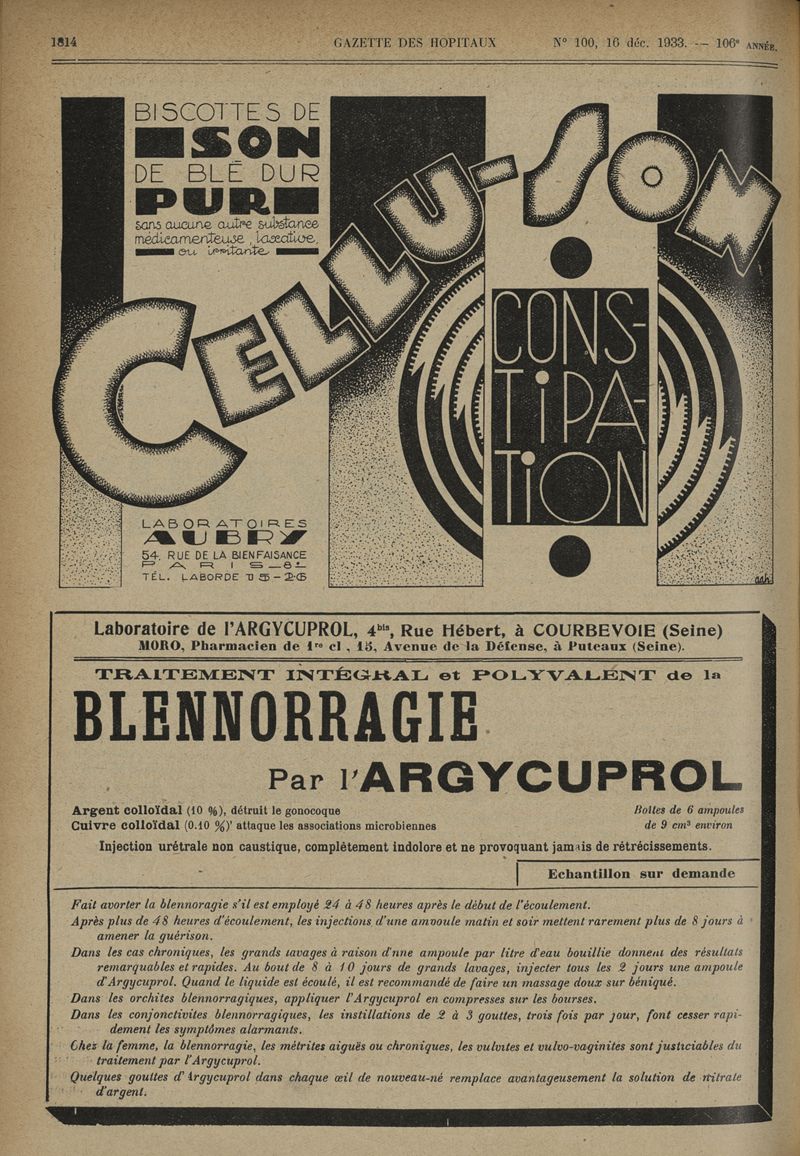 1814
GAZETTE DES HOPITAUX
N° 100, 16 déc. 1933. -- 106e ANNÉE.
BISCOTTES DE
SON
DE BLÉ DUR
PUR
sans aucune autre substance
médicamenteuse, laxative,
ou irritante
CELLU-SON
CONS-
TIPA-
TION
LABORATOIRES
AUBRY
54, RUE DE LA BIENFAISANCE
PARIS_8e
TÉL. LABORDE 15-26
Laboratoire de l'ARGYCUPROL, 4bis, Rue Hébert, à COURBEVOIE (Seine)
MORO, Pharmacien de 1re cl, 15, Avenue de la Défense, à Puteaux (Seine).
TRAITEMENT INTÉGRAL et POLYVALENT de la
BLENNORRAGIE
Par l'ARGYCUPROL
Argent colloïdal (10 %), détruit le gonocoque
Boîtes de 6 ampoules
Cuivre colloïdal (0.10 %) attaque les associations microbiennes
de 9 cm³ environ
Injection urétrale non caustique, complètement indolore et ne provoquant jamais de rétrécissements.
Echantillon sur demande
Fait avorter la blennoragie s'il est employé 24 à 48 heures après le début de l'écoulement.
Après plus de 48 heures d'écoulement, les injections d'une ampoule matin et soir mettent rarement plus de 8 jours à
amener la guérison.
Dans les cas chroniques, les grands lavages à raison d'nne ampoule par litre d'eau bouillie donnent des résultats
remarquables et rapides. Au bout de 8 à 10 jours de grands lavages, injecter tous les 2 jours une ampoule
d'Argycuprol. Quand le liquide est écoulé, il est recommandé de faire un massage doux sur béniqué.
Dans les orchites blennorragiques, appliquer l'Argycuprol en compresses sur les bourses.
Dans les conjonctivites blennorragiques, les instillations de 2 à 3 gouttes, trois fois par jour, font cesser rapi-
dement les symptômes alarmants.
Chez la femme, la blennorragie, les métrites aiguës ou chroniques, les vulvites et vulvo-vaginites sont justiciables du
traitement par l'Argycuprol.
Quelques gouttes d'Argycuprol dans chaque œil de nouveau-né remplace avantageusement la solution de nitrate
d'argent.